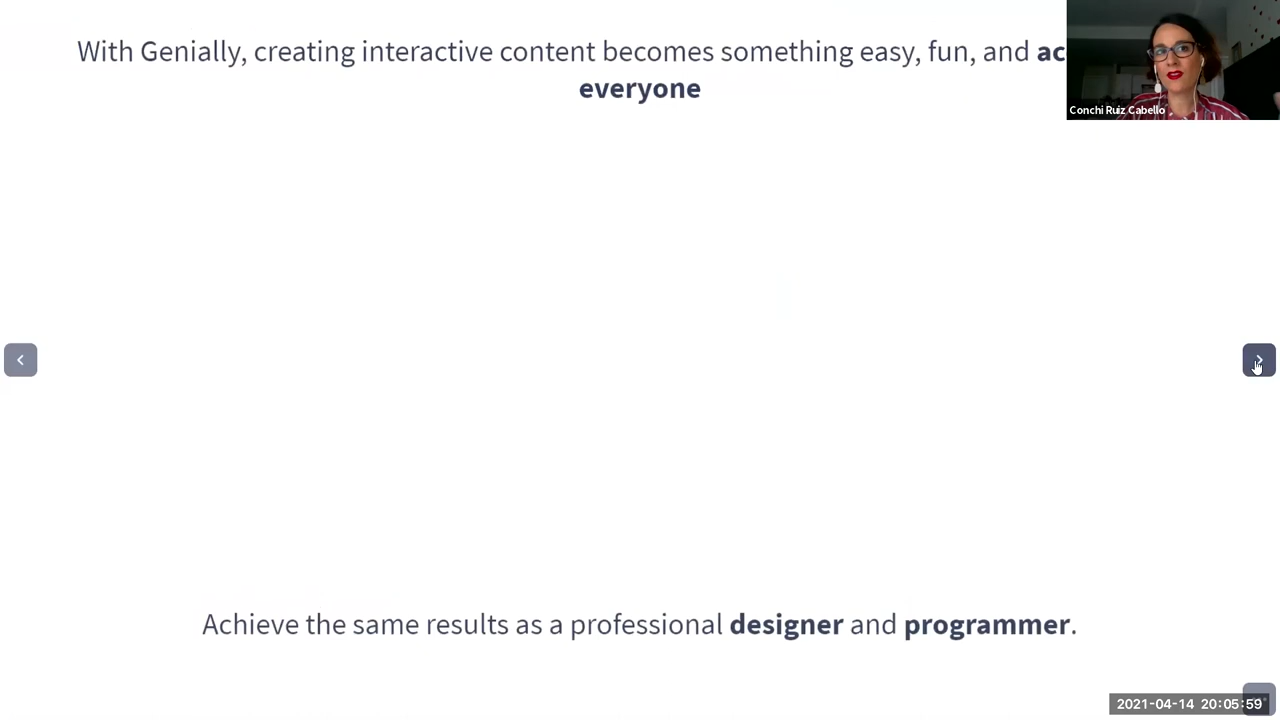 With Genially, creating interactive content becomes something easy, fun, and ac
everyone
Conchi Ruiz Cabello
Achieve the same results as a professional designer and programmer.
2021-04-14 20:05:59